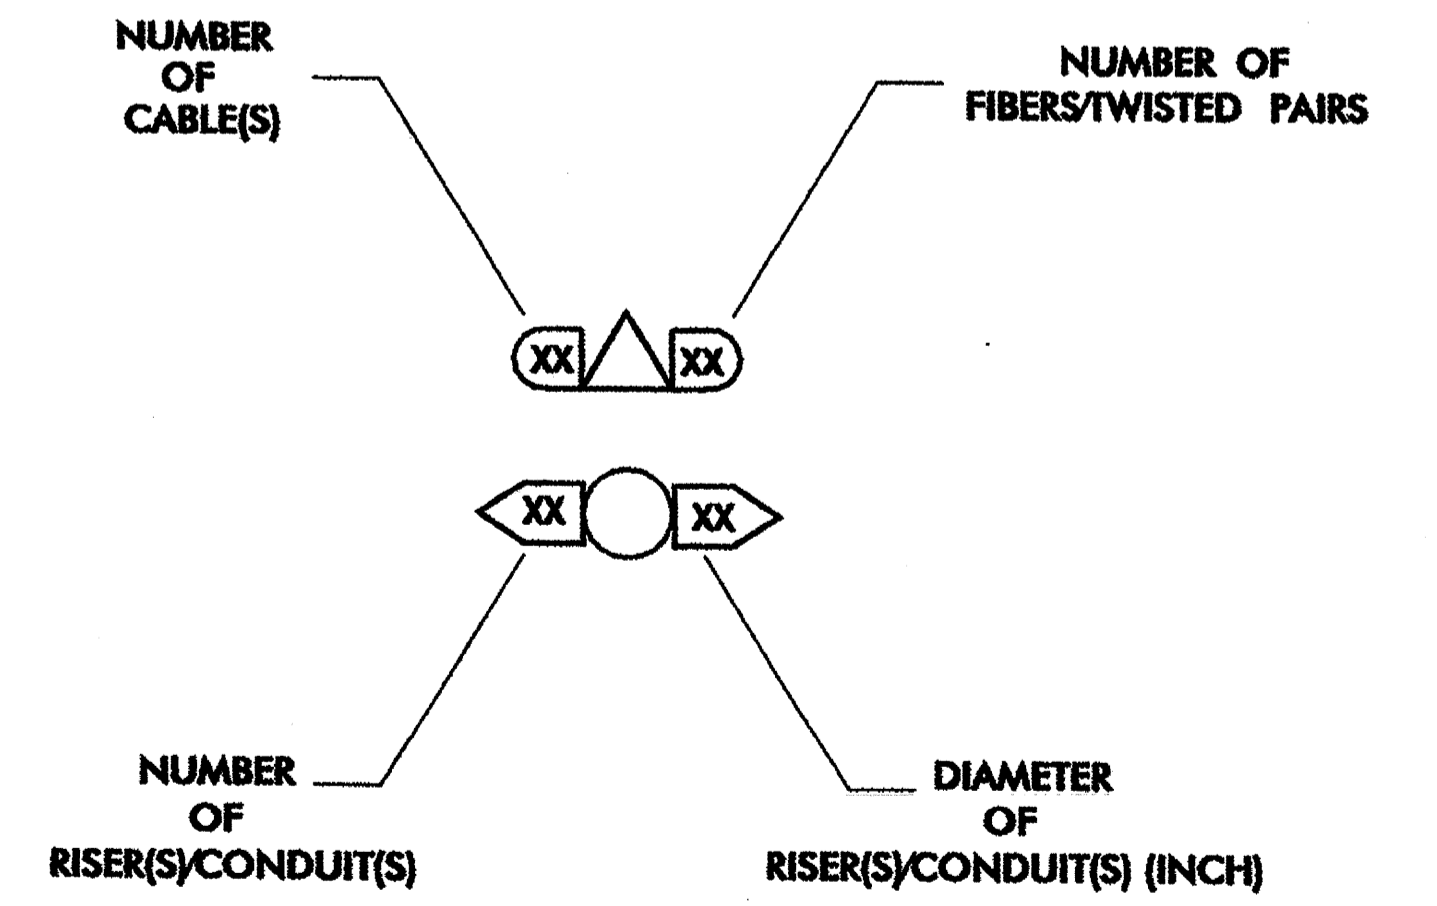 NUMBER
OF
CABLE(S)
NUMBER OF
FIBERS/TWISTED PAIRS
XX
XX
XX
XX
NUMBER
OF
RISER(S)/CONDUIT(S)
DIAMETER
OF
RISER(S)/CONDUIT(S) (INCH)